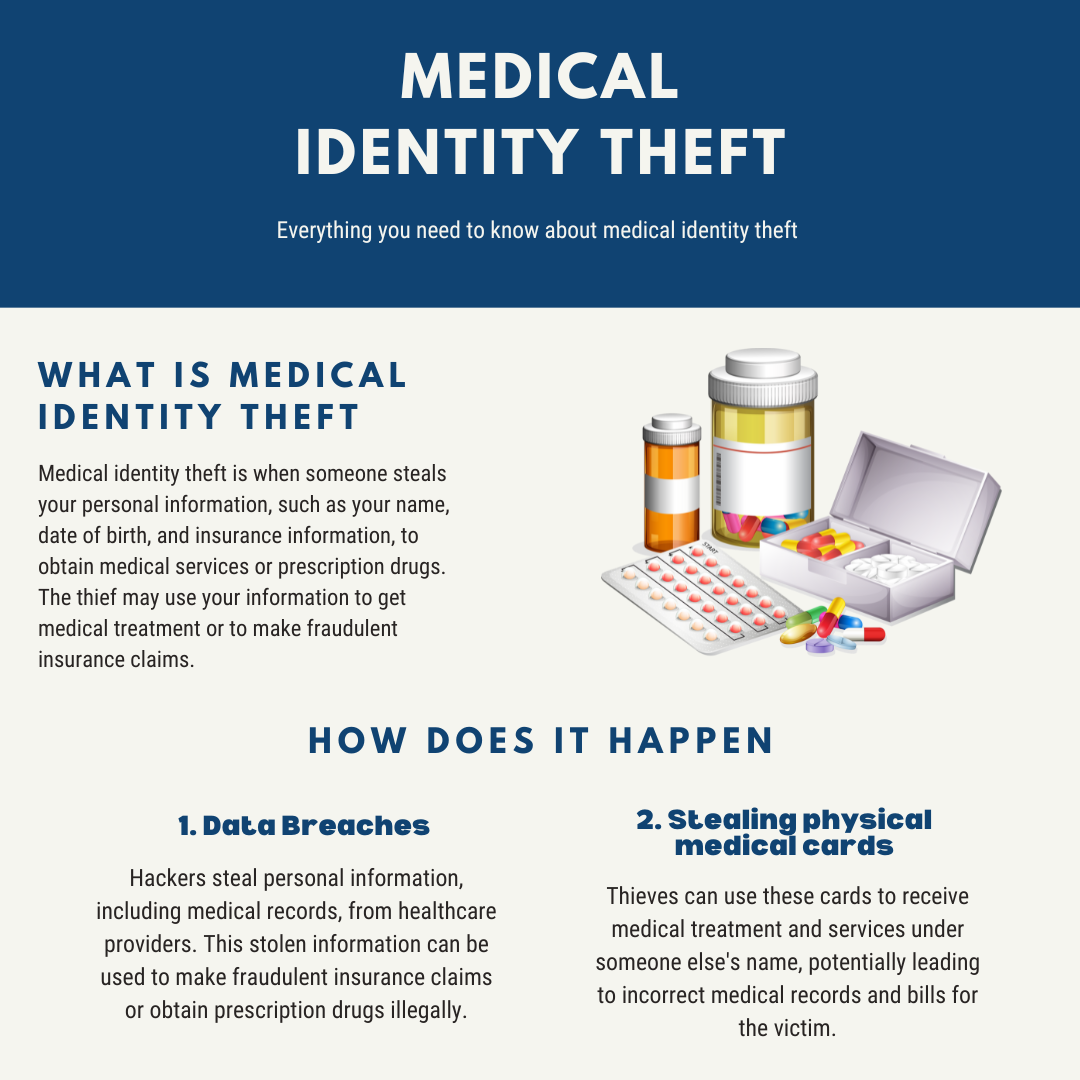 MEDICAL
IDENTITY THEFT
Everything you need to know about medical identity theft
WHAT IS MEDICAL
IDENTITY THEFT
Medical identity theft is when someone steals
your personal information, such as your name,
date of birth, and insurance information, to
obtain medical services or prescription drugs.
The thief may use your information to get
medical treatment or to make fraudulent
insurance claims.
START
HOW DOES IT HAPPEN
1. Data Breaches
Hackers steal personal information,
including medical records, from healthcare
providers. This stolen information can be
used to make fraudulent insurance claims
or obtain prescription drugs illegally.
2. Stealing physical
medical cards
Thieves can use these cards to receive
medical treatment and services under
someone else's name, potentially leading
to incorrect medical records and bills for
the victim.